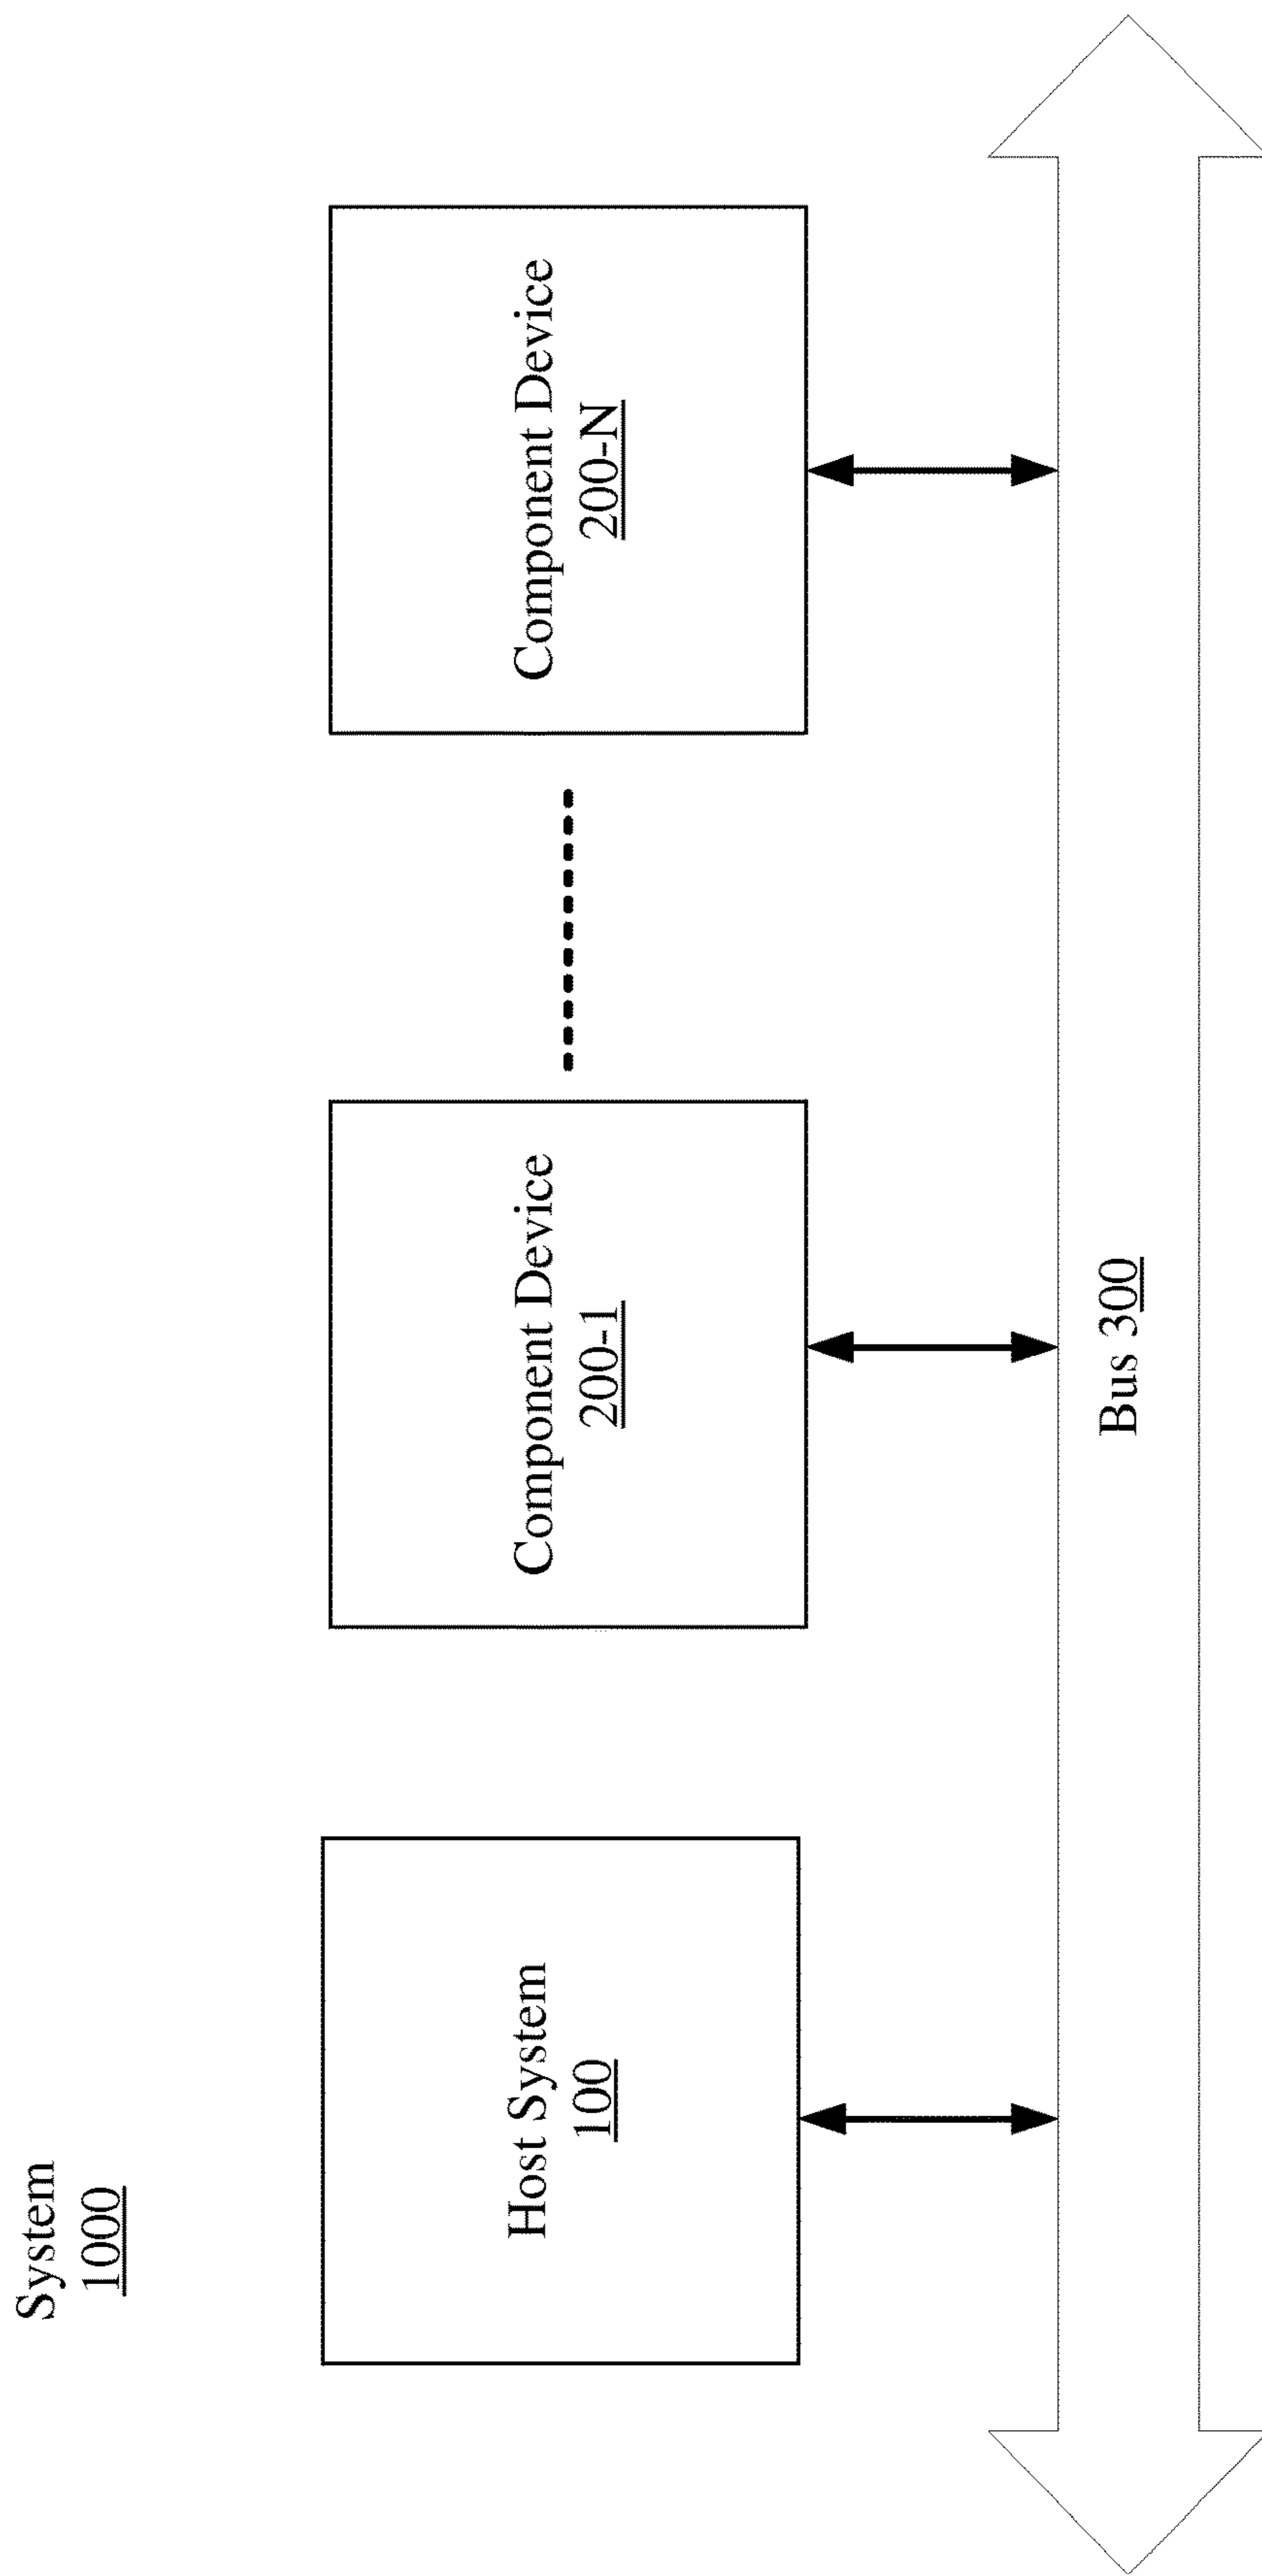 System
1000
Host System
100
Component Device
200-1
Component Device
200-N
Bus 300